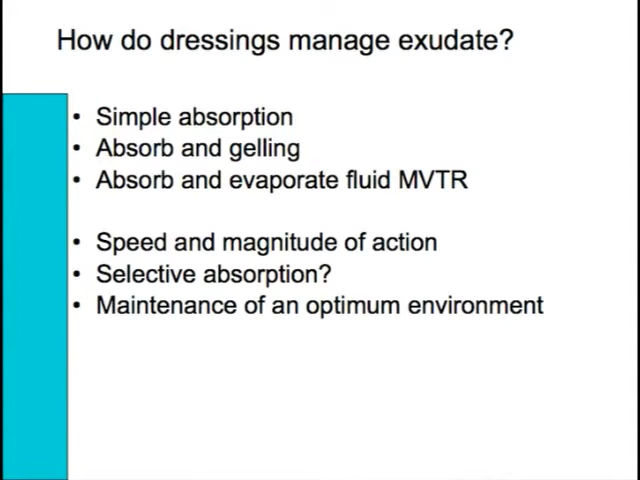 How do dressings manage exudate?
• Simple absorption
• Absorb and gelling
• Absorb and evaporate fluid MVTR
• Speed and magnitude of action
• Selective absorption?
• Maintenance of an optimum environment